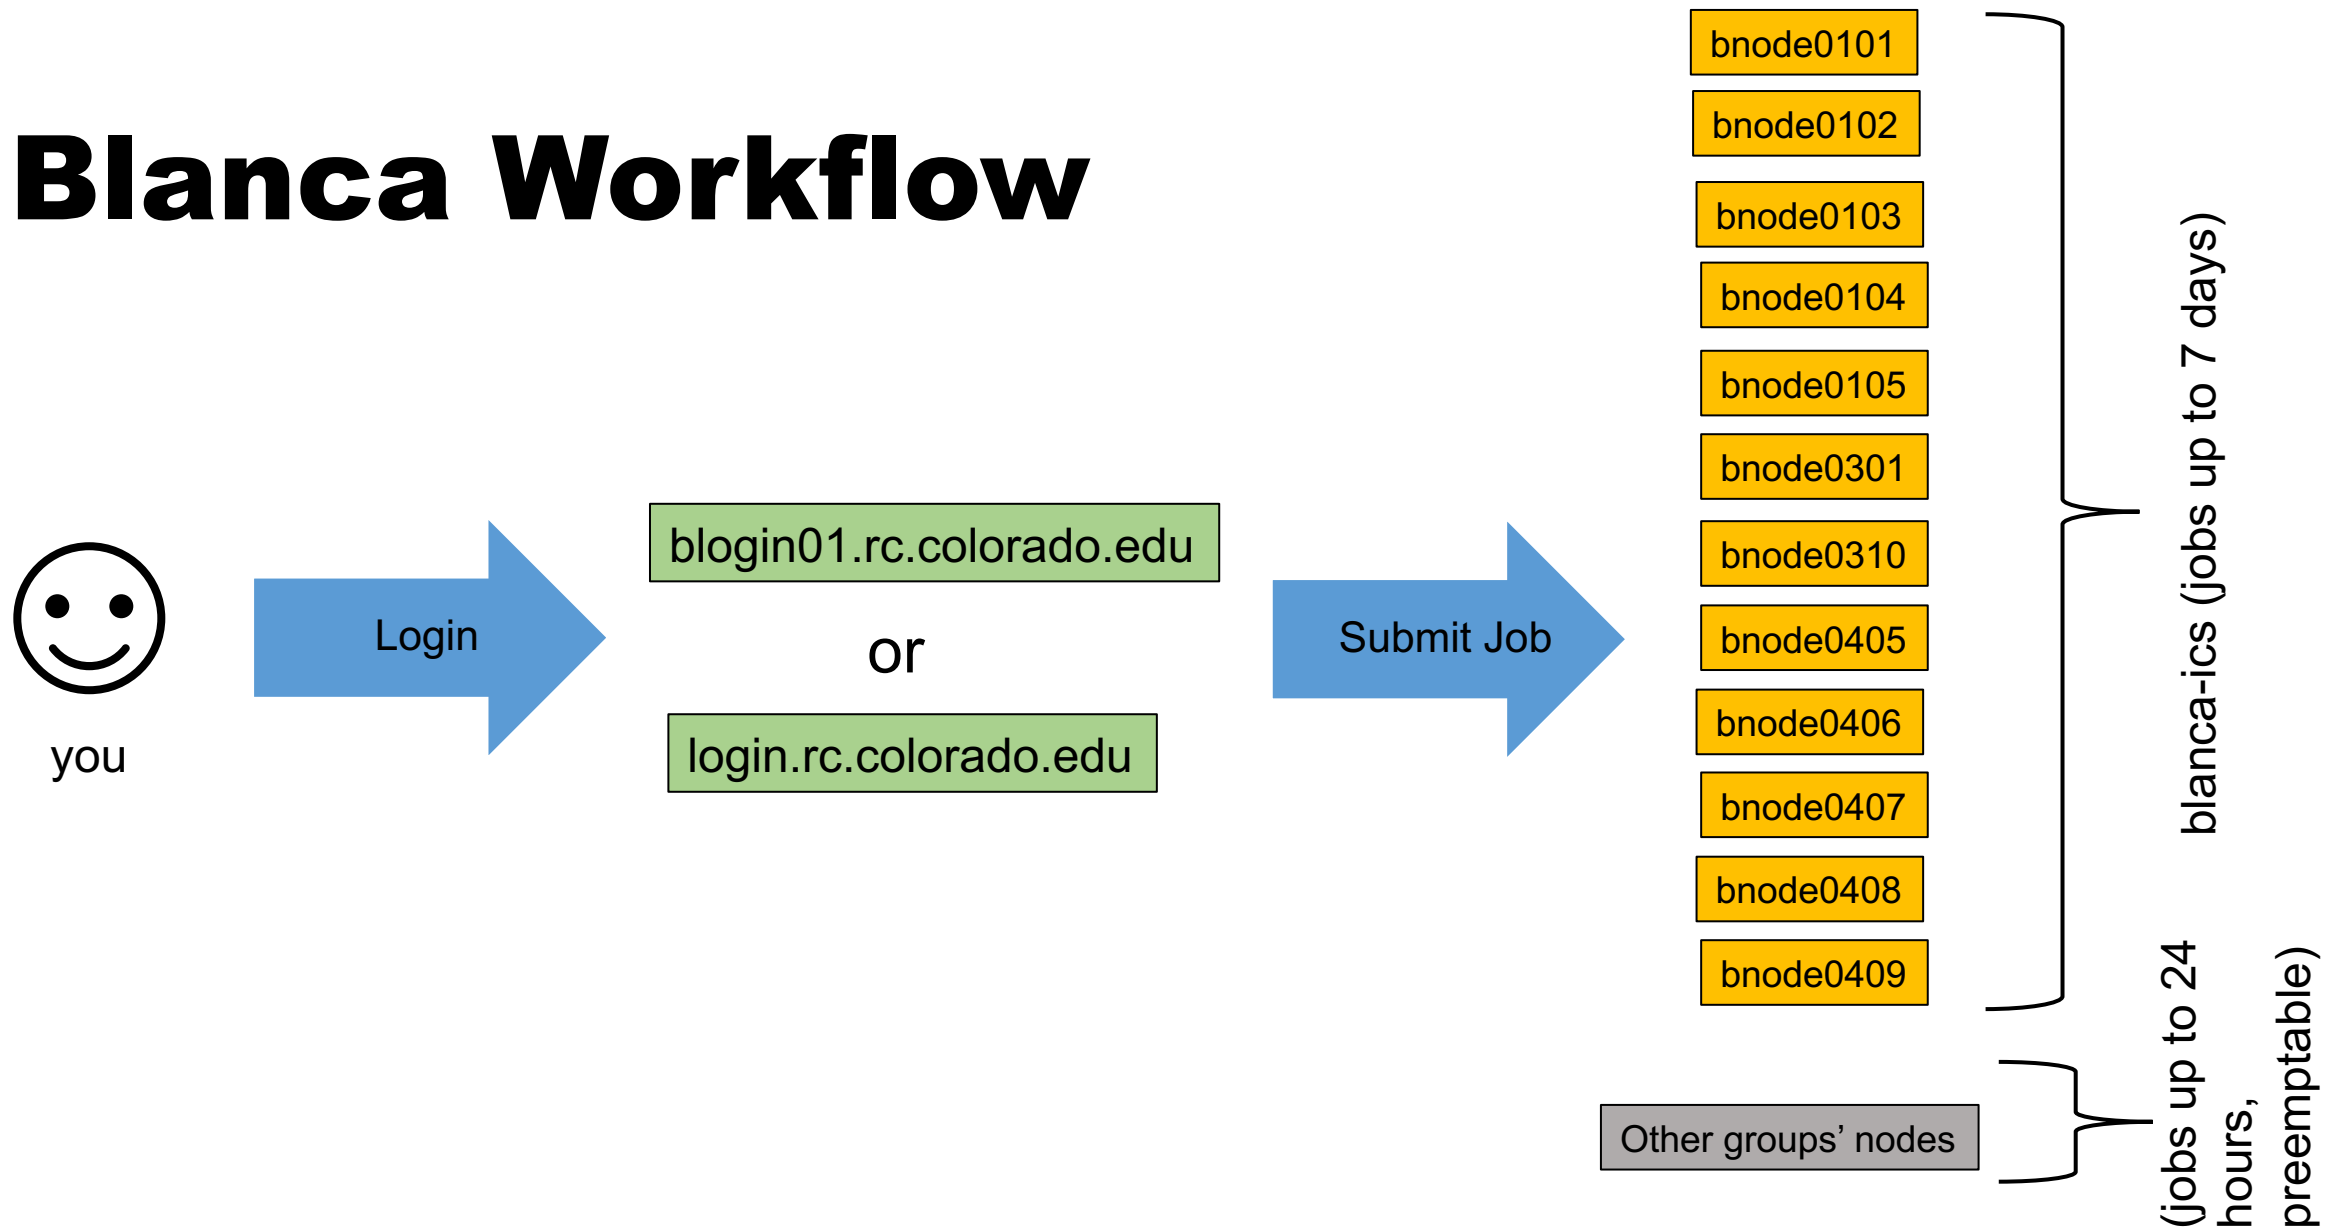 Blanca Workflow
you
Login
blogin01.rc.colorado.edu
or
login.rc.colorado.edu
Submit Job
bnode0101
bnode0102
bnode0103
bnode0104
bnode0105
bnode0301
bnode0310
bnode0405
bnode0406
bnode0407
bnode0408
bnode0409
blanca-ics (jobs up to 7 days)
Other groups’ nodes
(jobs up to 24
hours,
preemptable)